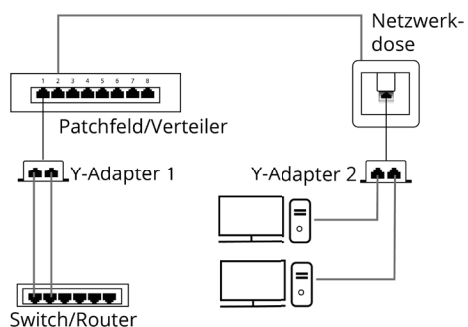 Netzwerk-
dose
1 2 3 4 5 6 7 8
Patchfeld/Verteiler
Y-Adapter 1
Y-Adapter 2
Switch/Router